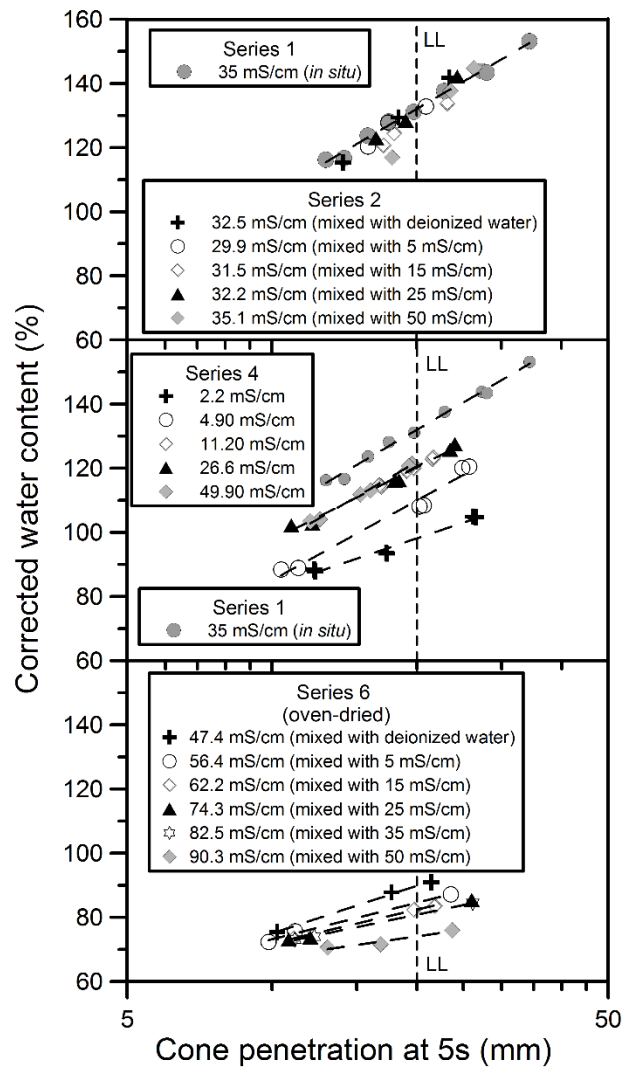 140
LL
Series 1
35 mS/cm (in situ)
120
100
80
60
Series 2
32.5 mS/cm (mixed with deionized water)
29.9 mS/cm (mixed with 5 mS/cm)
31.5 mS/cm (mixed with 15 mS/cm)
32.2 mS/cm (mixed with 25 mS/cm)
35.1 mS/cm (mixed with 50 mS/cm)
Corrected water content (%)
140
120
100
80
60
LL
Series 4
2.2 mS/cm
4.90 mS/cm
11.20 mS/cm
26.6 mS/cm
49.90 mS/cm
Series 1
35 mS/cm (in situ)
140
120
100
80
60
Series 6
(oven-dried)
47.4 mS/cm (mixed with deionized water)
56.4 mS/cm (mixed with 5 mS/cm)
62.2 mS/cm (mixed with 15 mS/cm)
74.3 mS/cm (mixed with 25 mS/cm)
82.5 mS/cm (mixed with 35 mS/cm)
90.3 mS/cm (mixed with 50 mS/cm)
LL
5
50
Cone penetration at 5s (mm)